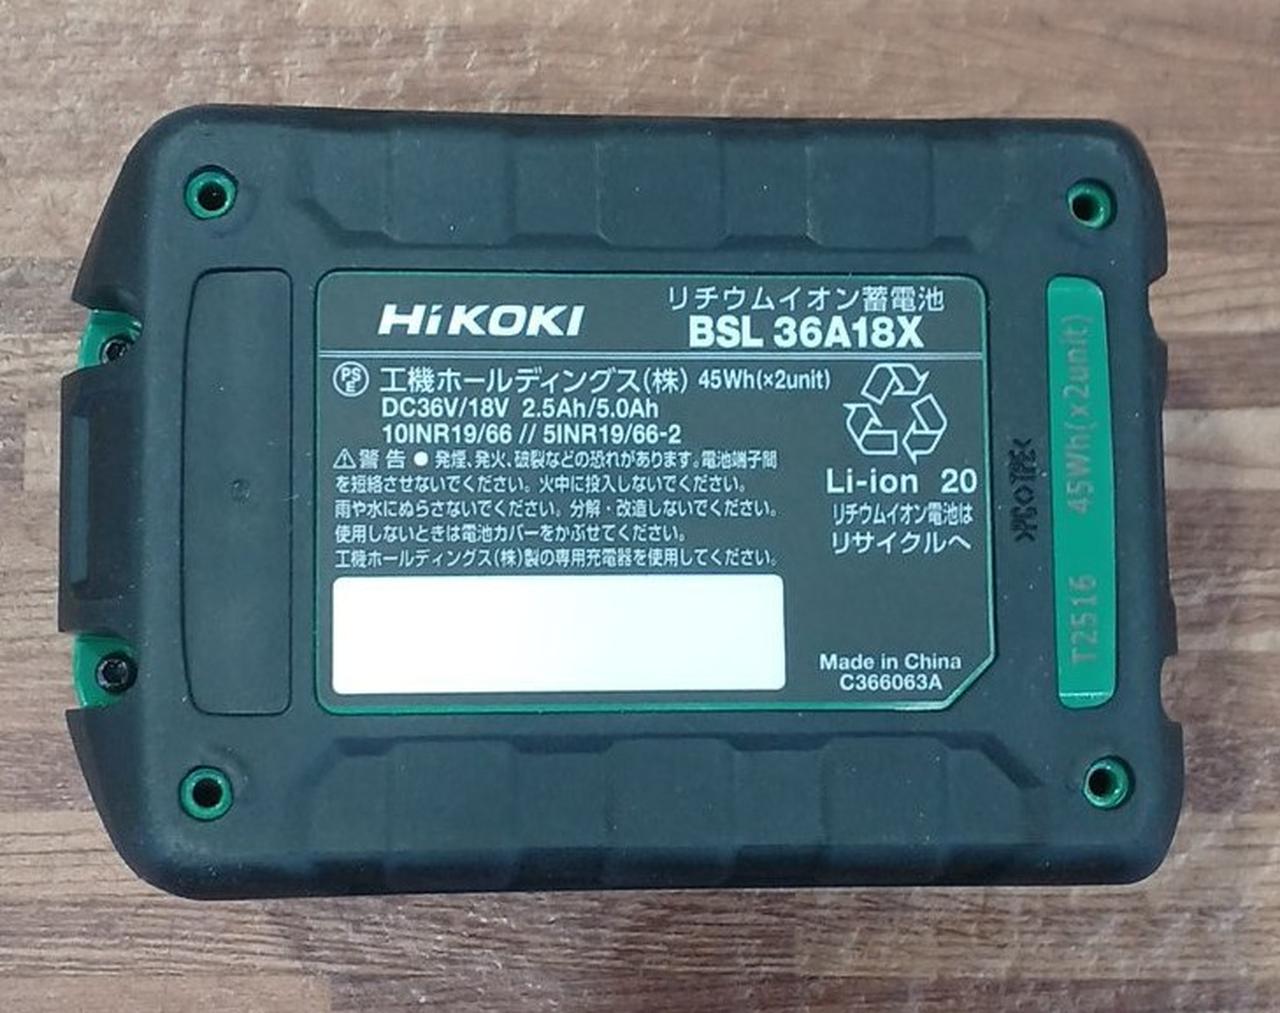 HiKOKI
リチウムイオン蓄電池
BSL 36A18X
PS E 工機ホールディングス(株) 45Wh(×2unit)
DC36V/18V 2.5Ah/5.0Ah
10INR19/66 // 5INR19/66-2
⚠警告 ● 発煙、発火、破裂などの恐れがあります。電池端子間
を短絡させないでください。火中に投入しないでください。
雨や水にぬらさないでください。分解・改造しないでください。
使用しないときは電池カバーをかぶせてください。
工機ホールディングス(株)製の専用充電器を使用してください。
Li-ion 20
リチウムイオン電池は
リサイクルへ
Made in China
C366063A
T2516 45Wh(x2unit)